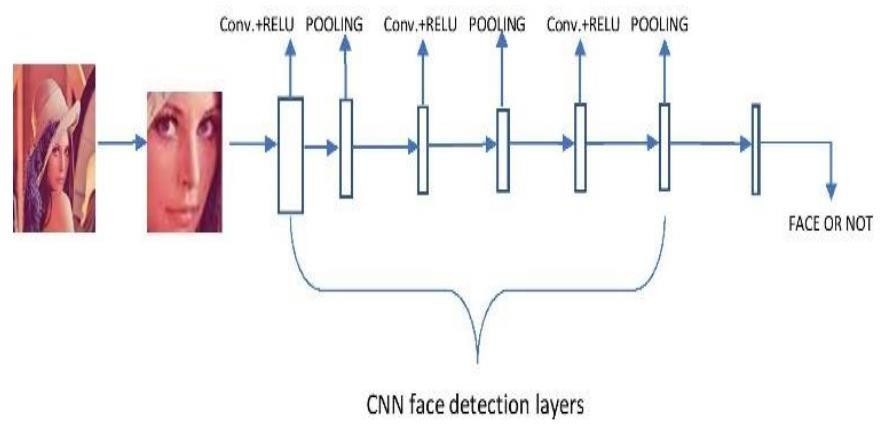 Conv.+RELU POOLING Conv.+RELU POOLING Conv.+RELU POOLING
FACE OR NOT
CNN face detection layers